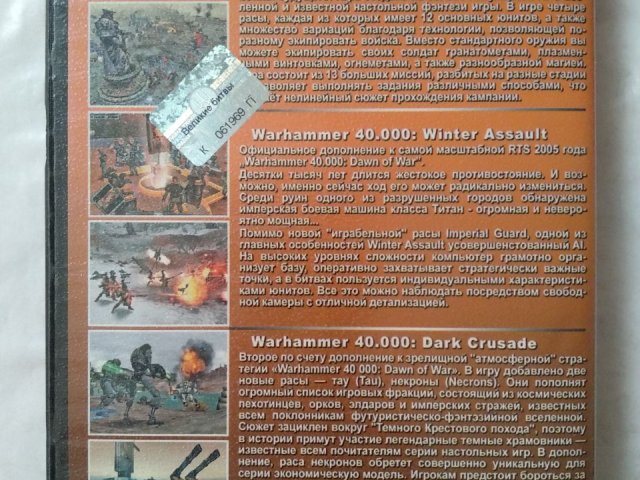 ленной и известной настольной фэнтези игры. В игре четыре
расы, каждая из которых имеет 12 основных юнитов, а также
множество вариации благодаря технологии, позволяющей по-
разному экипировать войска. Вместо стандартного оружия вы
можете экипировать своих солдат гранатометами, плазмен-
ными винтовками, огнеметами, а также разнообразной магией.
ра состоит из 13 больших миссий, разбитых на разные стадии
зволяет выполнять задания различными способами, что
ет нелинейный сюжет прохождения кампании.
Великие битвы
К 061969 ГГ
Warhammer 40.000: Winter Assault
Официальное дополнение к самой масштабной RTS 2005 года
„Warhammer 40.000: Dawn of War“.
Десятки тысяч лет длится жестокое противостояние. И воз-
можно, именно сейчас ход его может радикально измениться.
Среди руин одного из разрушенных городов обнаружена
имперская боевая машина класса Титан - огромная и неверо-
ятно мощная...
Помимо новой "играбельной" расы Imperial Guard, одной из
главных особенностей Winter Assault усовершенстованный AI.
На высоких уровнях сложности компьютер грамотно орга-
низует базу, оперативно захватывает стратегически важные
точки, а в битвах пользуется индивидуальными характеристи-
ками юнитов. Все это можно наблюдать посредством свобод-
ной камеры с отличной детализацией.
Warhammer 40.000: Dark Crusade
Второе по счету дополнение к зрелищной "атмосферной" стра-
тегии «Warhammer 40 000: Dawn of War». В игру добавлено две
новые расы — тау (Tau), некроны (Necrons). Они пополнят
огромный список игровых фракций, состоящий из космических
пехотинцев, орков, элдаров и имперских стражей, известных
всем поклонникам футуристическо-фэнтэзийной вселенной.
Сюжет зациклен вокруг "Темного Крестового похода", поэтому
в истории примут участие легендарные темные храмовники —
известные всем почитателям серии настольных игр. В допол-
нение, раса некронов обретет совершенно уникальную для
серии экономическую модель. Игрокам предстоит бороться за